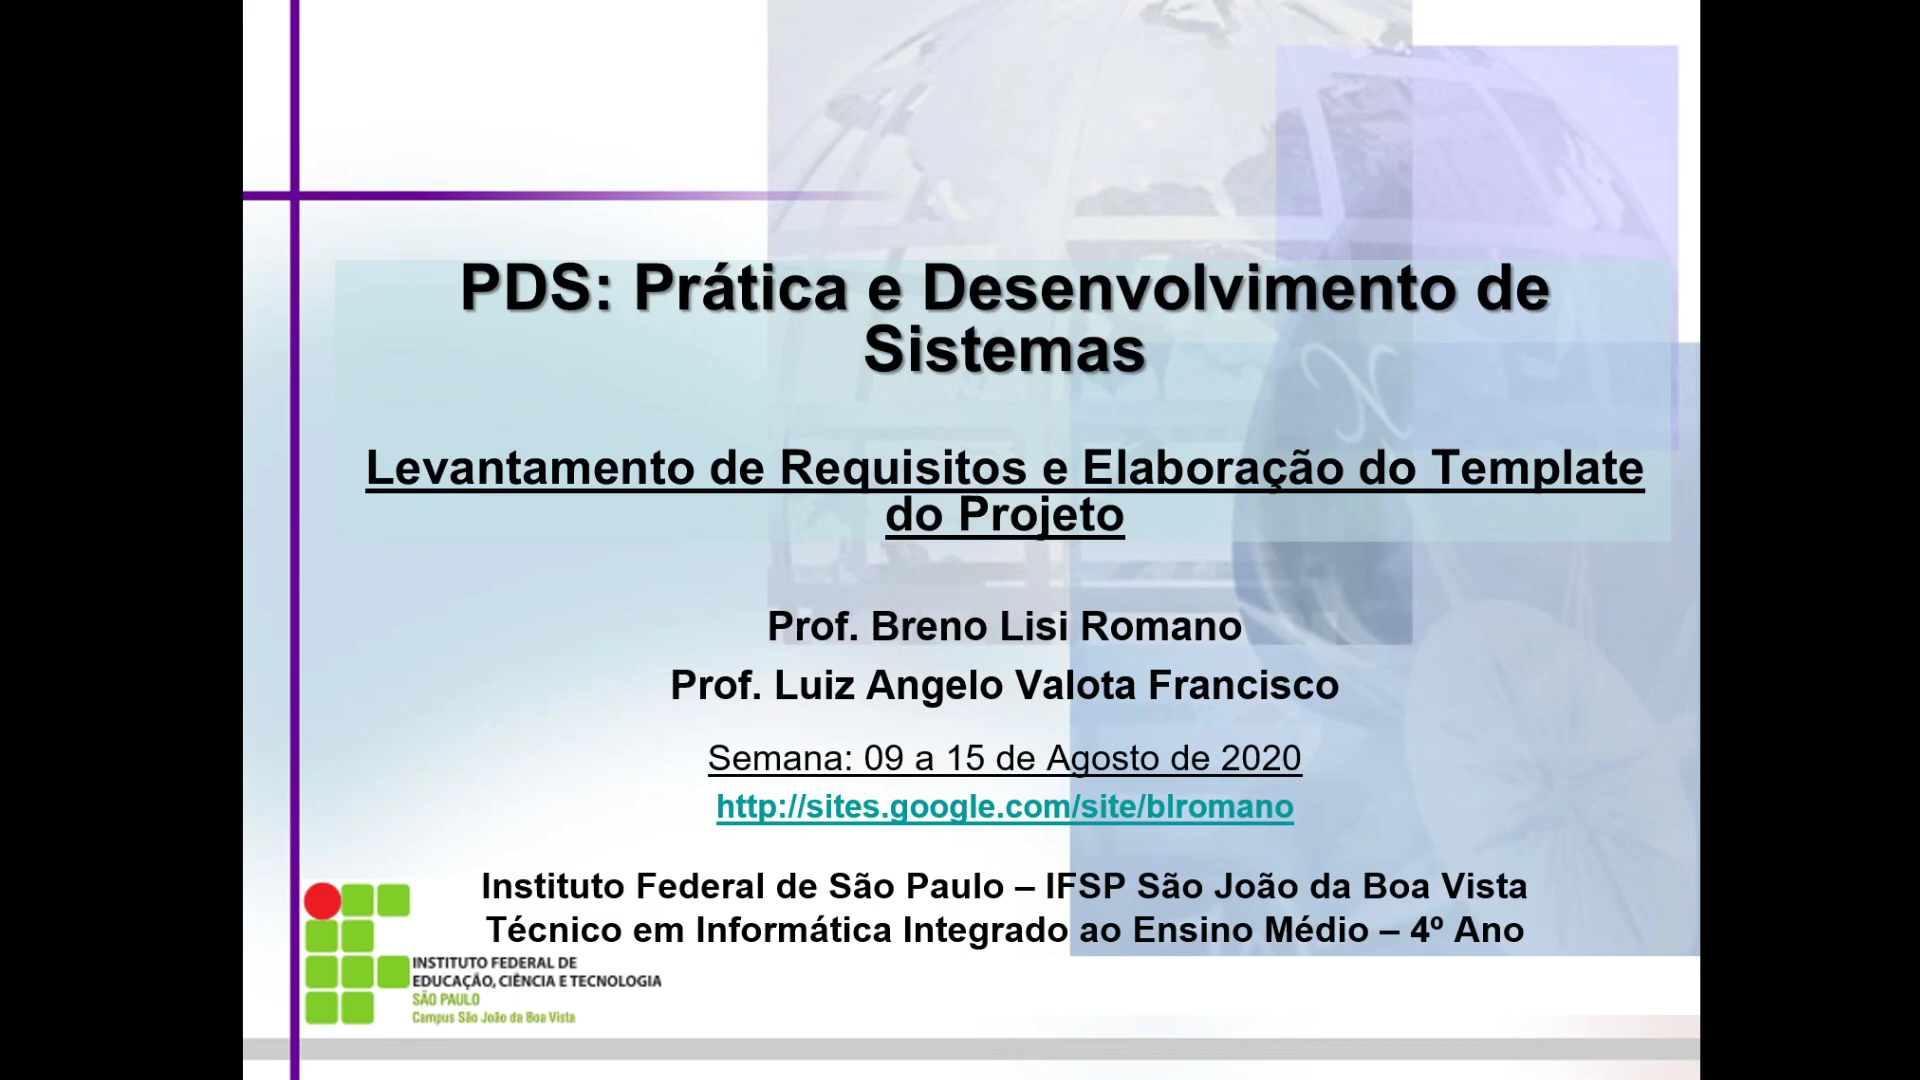 PDS: Prática e Desenvolvimento de
Sistemas
Levantamento de Requisitos e Elaboração do Template
do Projeto
Prof. Breno Lisi Romano
Prof. Luiz Angelo Valota Francisco
Semana: 09 a 15 de Agosto de 2020
http://sites.google.com/site/blromano
Instituto Federal de São Paulo – IFSP São João da Boa Vista
Técnico em Informática Integrado ao Ensino Médio – 4º Ano
INSTITUTO FEDERAL DE
EDUCAÇÃO, CIÊNCIA E TECNOLOGIA
SÃO PAULO
Campus São João da Boa Vista